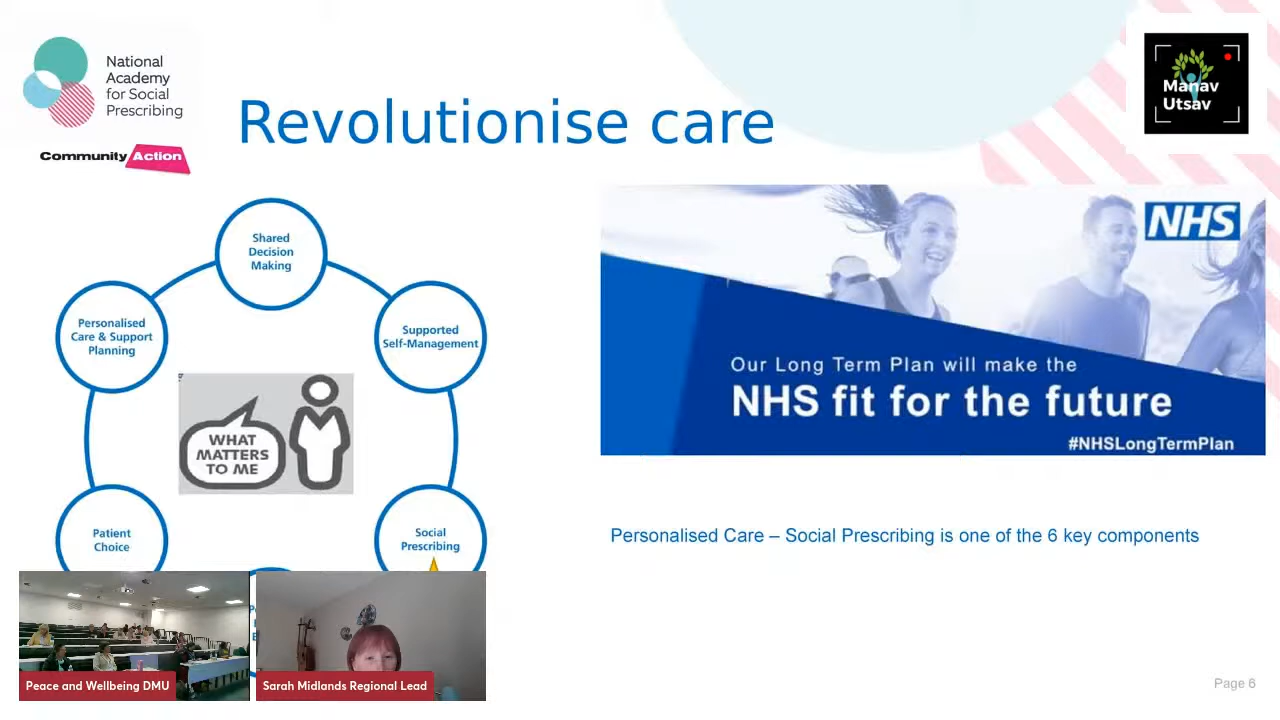 National
Academy
for Social
Prescribing
Community Action
Revolutionise care
Manav
Utsav
Shared
Decision
Making
Personalised
Care & Support
Planning
Supported
Self-Management
WHAT
MATTERS
TO ME
Patient
Choice
Social
Prescribing
NHS
Our Long Term Plan will make the
NHS fit for the future
#NHSLongTermPlan
Personalised Care – Social Prescribing is one of the 6 key components
Peace and Wellbeing DMU
Sarah Midlands Regional Lead
Page 6